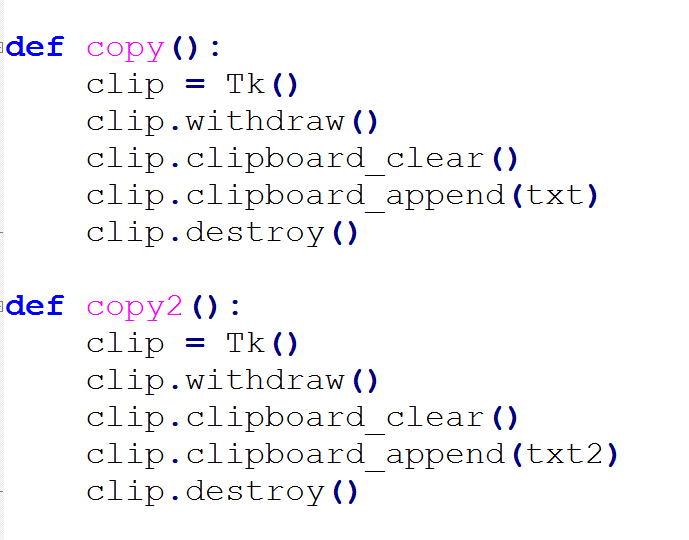 def copy():
    clip = Tk()
    clip.withdraw()
    clip.clipboard_clear()
    clip.clipboard_append(txt)
    clip.destroy()

def copy2():
    clip = Tk()
    clip.withdraw()
    clip.clipboard_clear()
    clip.clipboard_append(txt2)
    clip.destroy()